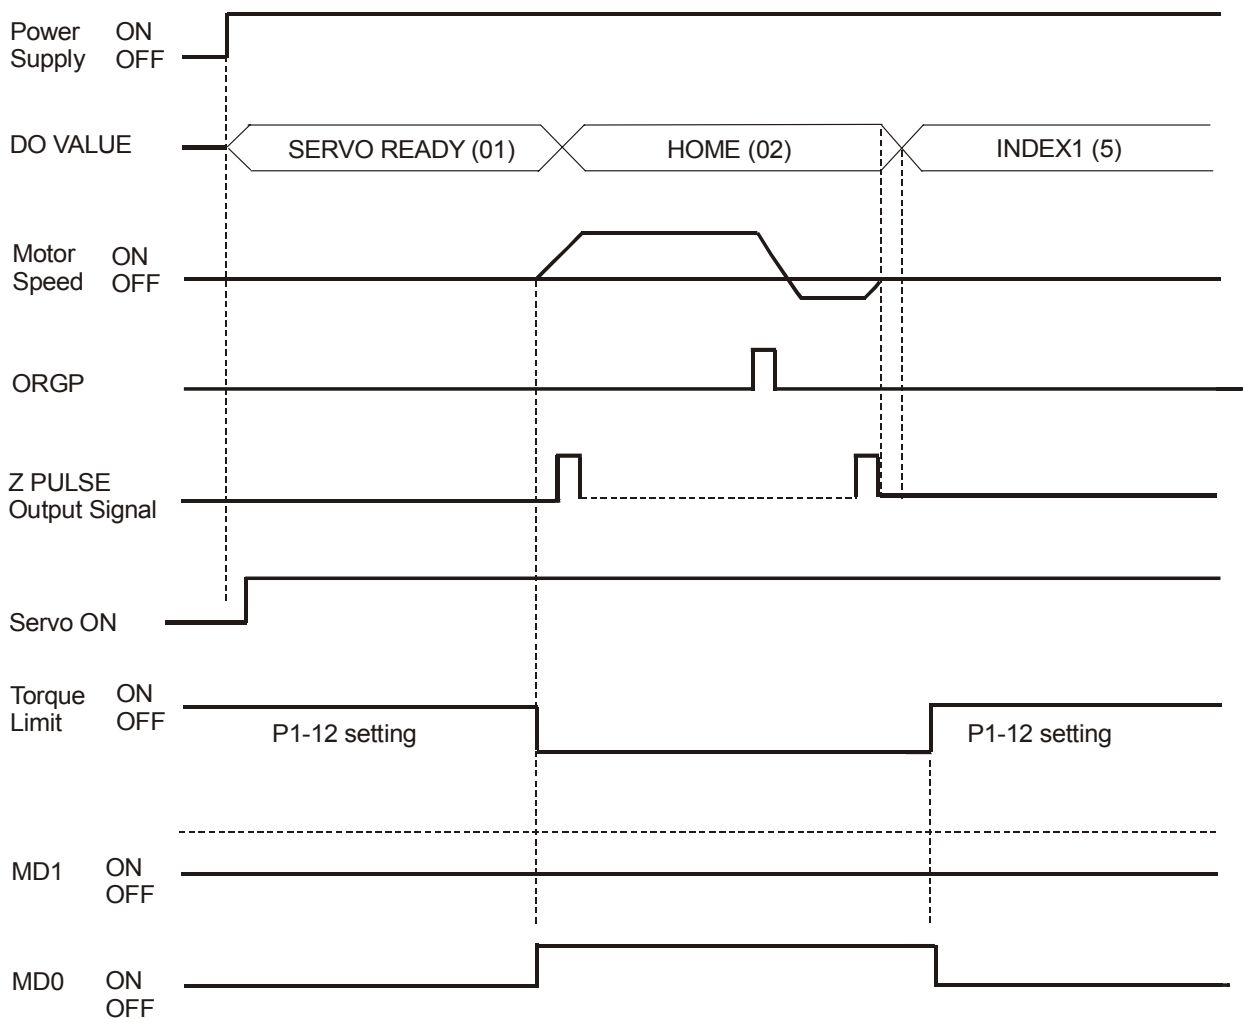 Power ON
Supply OFF
DO VALUE
SERVO READY (01)
HOME (02)
INDEX1 (5)
Motor ON
Speed OFF
ORGP
Z PULSE
Output Signal
Servo ON
Torque ON
Limit OFF
P1-12 setting
P1-12 setting
MD1 ON
OFF
MD0 ON
OFF